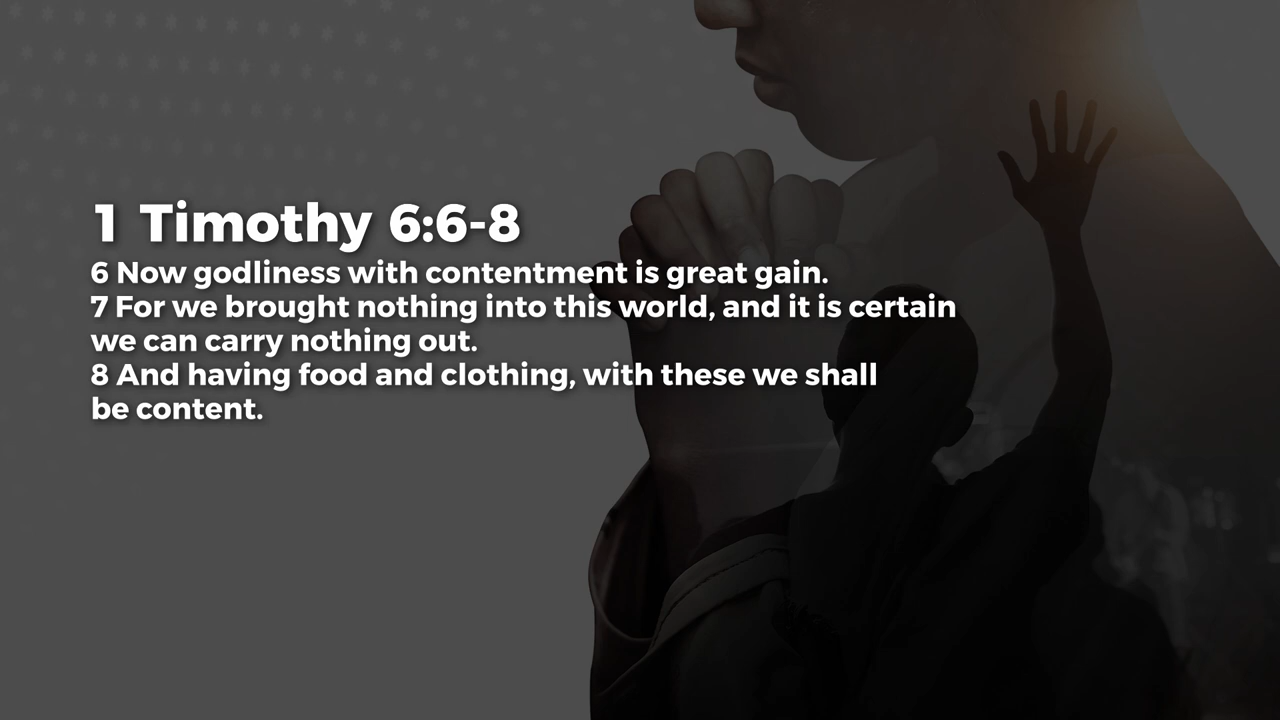 1 Timothy 6:6-8
6 Now godliness with contentment is great gain.
7 For we brought nothing into this world, and it is certain
we can carry nothing out.
8 And having food and clothing, with these we shall
be content.